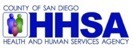 COUNTY OF SAN DIEGO
HHSA
HEALTH AND HUMAN SERVICES AGENCY